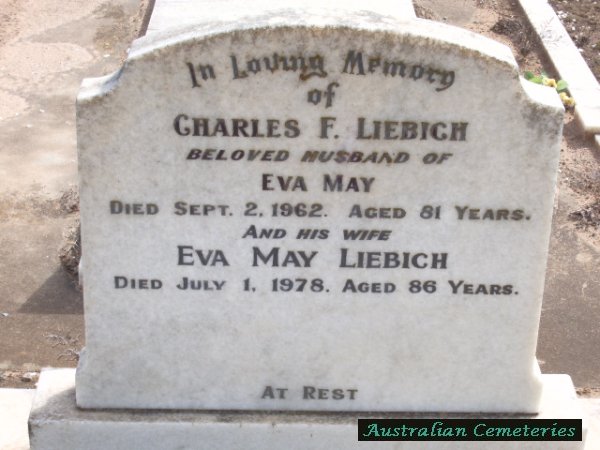 In Loving Memory
of
CHARLES F. LIEBICH
BELOVED HUSBAND OF
EVA MAY
DIED SEPT. 2, 1962. AGED 81 YEARS.
AND HIS WIFE
EVA MAY LIEBICH
DIED JULY 1, 1978. AGED 86 YEARS.
AT REST
Australian Cemeteries